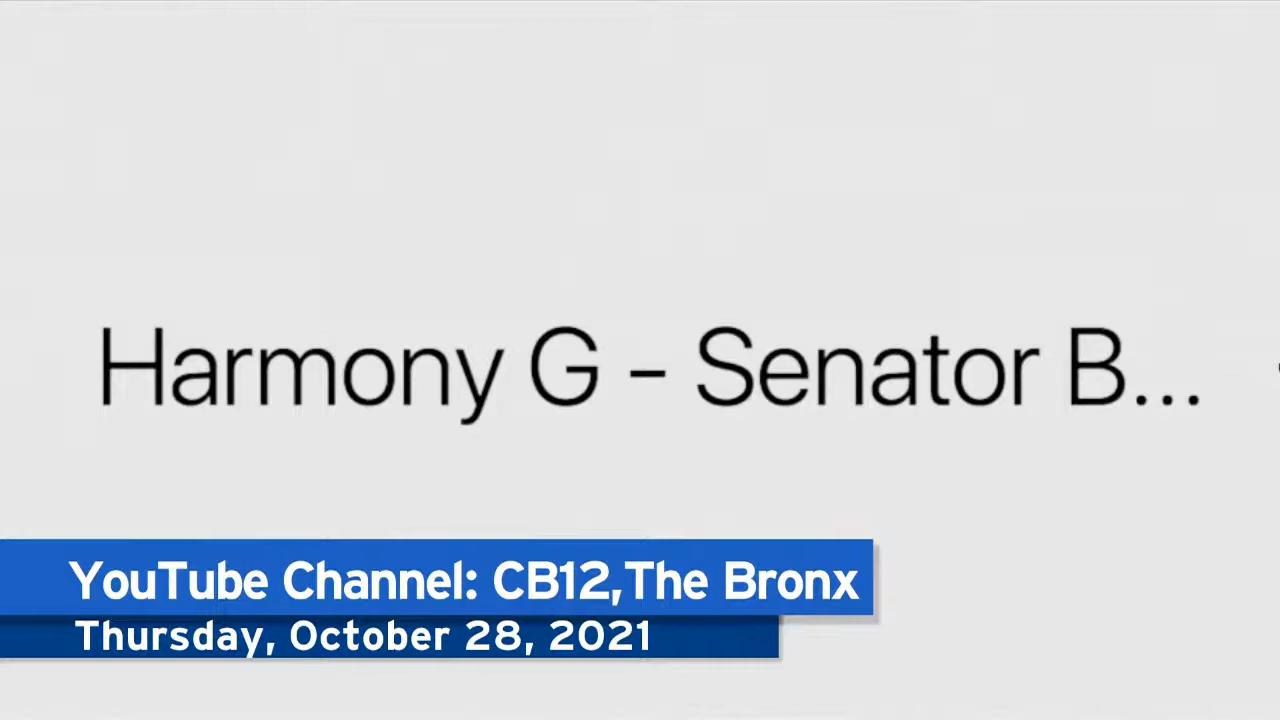 Harmony G - Senator B...
YouTube Channel: CB12,The Bronx
Thursday, October 28, 2021